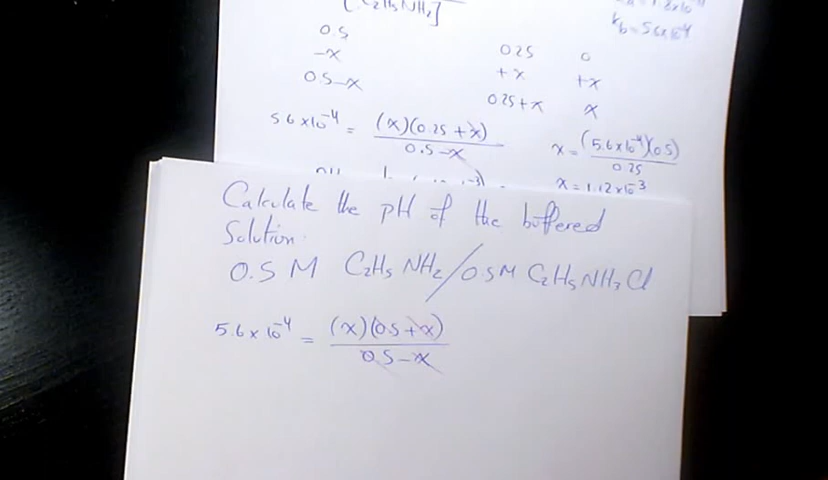 C2H5NH2]
Kb = 5.6x10^-4
0.5
0.25 0
-x +x +x
0.5-x 0.25+x x
5.6x10^-4 = (x)(0.25+x) / 0.5-x
x = (5.6x10^-4)(0.5) / 0.25
x = 1.12x10^-3
Calculate the pH of the buffered
Solution.
0.5 M C2H5NH2/0.5M C2H5NH3Cl
5.6x10^-4 = (x)(0.5+x) / 0.5-x